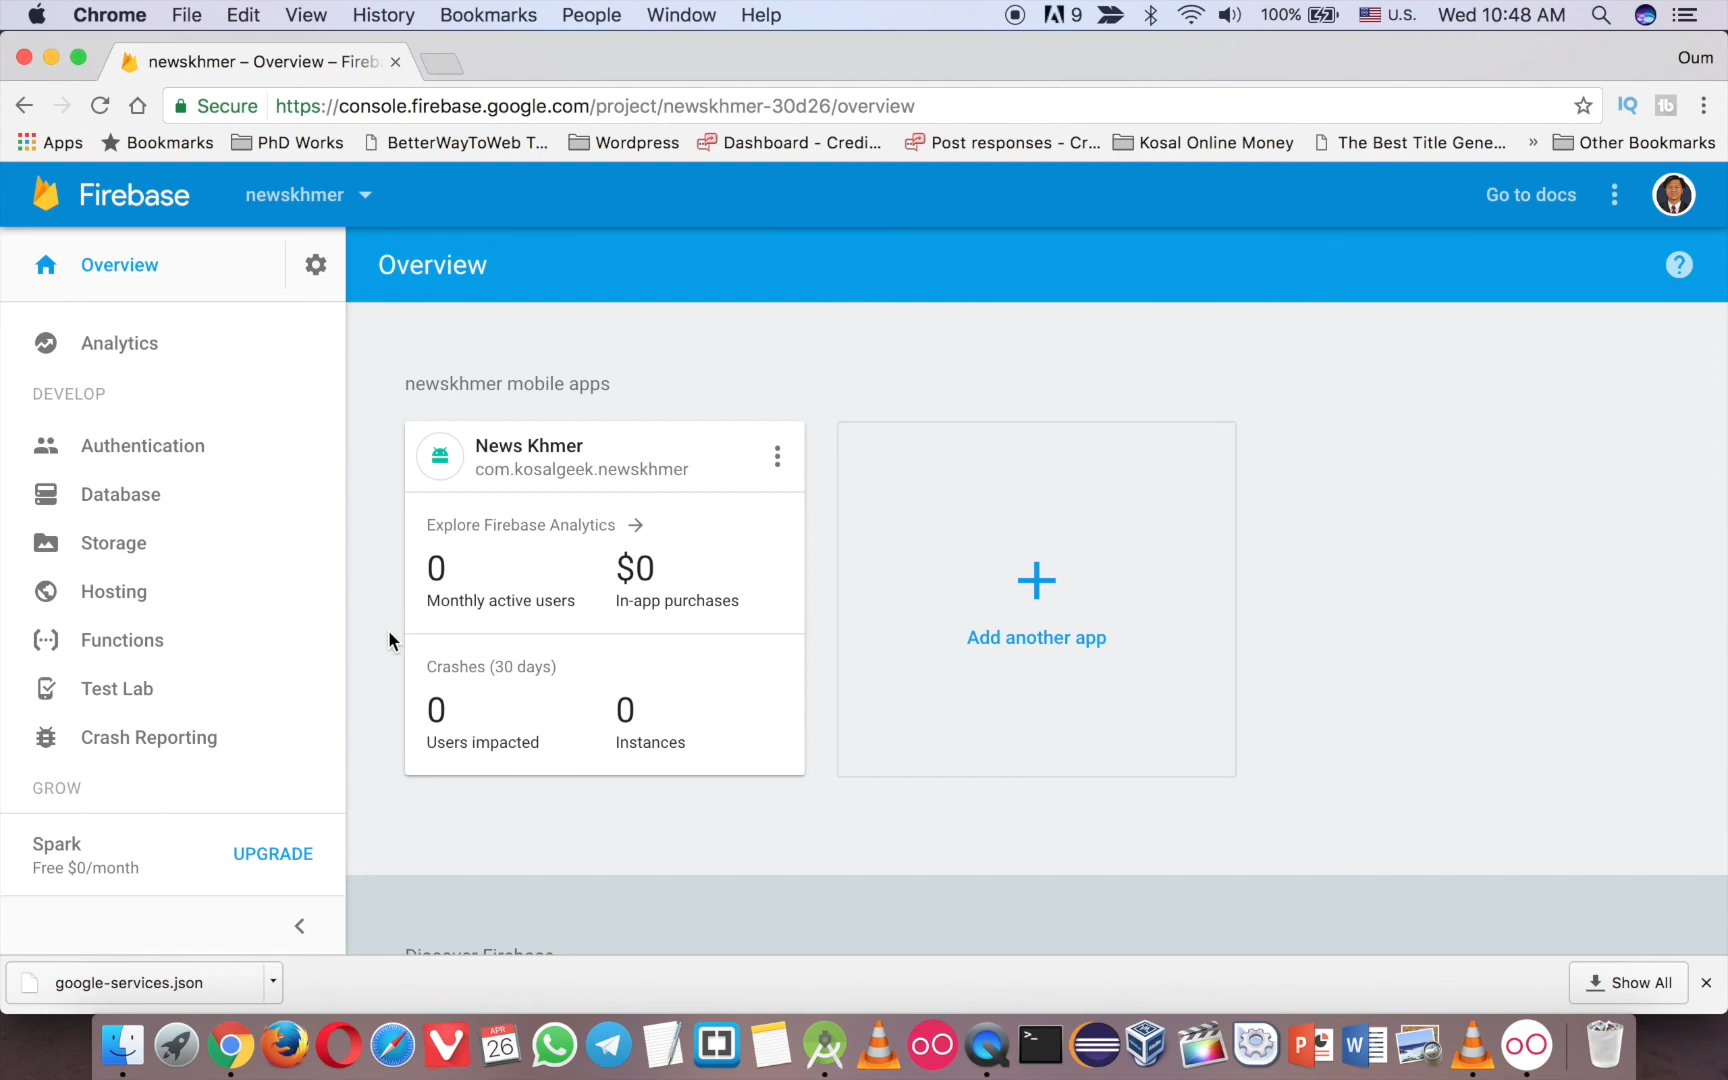 Chrome File Edit View History Bookmarks People Window Help 9 100% U.S. Wed 10:48 AM
newskhmer – Overview – Fireb
Oum
Secure https://console.firebase.google.com/project/newskhmer-30d26/overview
Apps Bookmarks PhD Works BetterWayToWeb T... Wordpress Dashboard - Credi... Post responses - Cr... Kosal Online Money The Best Title Gene... » Other Bookmarks
Firebase newskhmer Go to docs
Overview
Overview
Analytics
DEVELOP
Authentication
Database
Storage
Hosting
Functions
Test Lab
Crash Reporting
GROW
Spark
Free $0/month
UPGRADE
newskhmer mobile apps
News Khmer
com.kosalgeek.newskhmer
Explore Firebase Analytics
0 $0
Monthly active users In-app purchases
Crashes (30 days)
0 0
Users impacted Instances
Add another app
Discover Firebase
google-services.json
Show All
APR
26